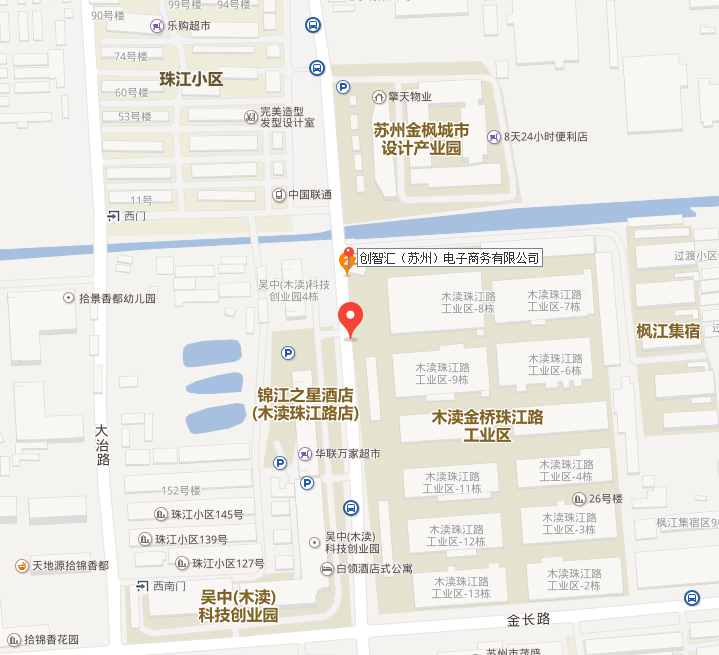 90号楼
99号楼
94号楼
乐购超市
74号楼
珠江小区
60号楼
53号楼
完美造型
发型设计室
擎天物业
苏州金枫城市
设计产业园
8天24小时便利店
中国联通
11号
西门
创智汇（苏州）电子商务有限公司
2
过渡小区
吴中(木渎)科技
创业园4栋
拾景香都幼儿园
木渎珠江路
工业区-8栋
木渎珠江路
工业区-7栋
枫江集宿
过
木渎珠江路
工业区-9栋
木渎珠江路
工业区-6栋
锦江之星酒店
(木渎珠江路店)
木渎金桥珠江路
工业区
大治路
华联万家超市
木渎珠江路
工业区-11栋
木渎珠江路
工业区-4栋
152号楼
26号楼
珠江小区145号
木渎珠江路
工业区-12栋
木渎珠江路
工业区-3栋
枫江集宿区9
珠江小区139号
吴中(木渎)
科技创业园
珠江小区127号
天地源拾锦香都
白领酒店式公寓
西南门
木渎珠江路
工业区-13栋
木渎珠江路
工业区-2栋
吴中(木渎)
科技创业园
金长路
拾锦香花园
苏州市茂盛